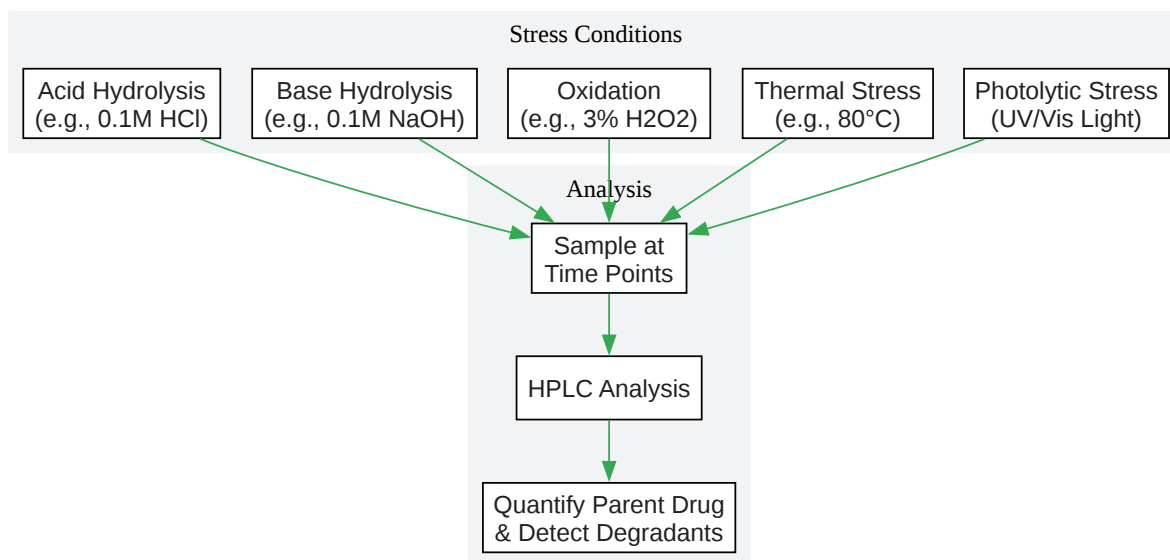 Stress Conditions
Acid Hydrolysis
(e.g., 0.1M HCl)
Base Hydrolysis
(e.g., 0.1M NaOH)
Oxidation
(e.g., 3% H2O2)
Thermal Stress
(e.g., 80°C)
Photolytic Stress
(UV/Vis Light)
Analysis
Sample at
Time Points
HPLC Analysis
Quantify Parent Drug
& Detect Degradants